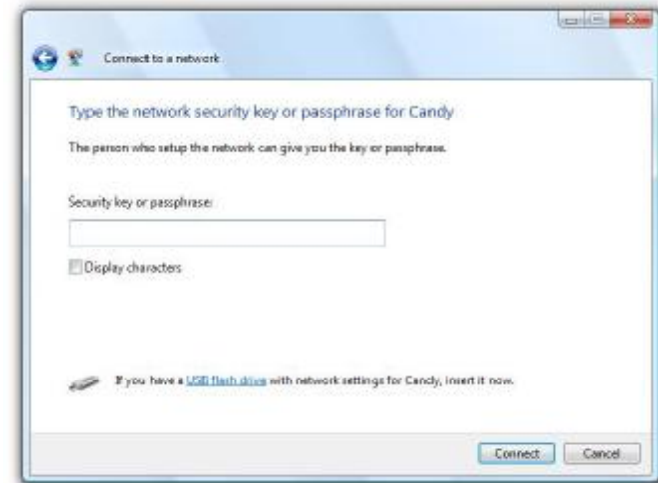 Connect to a network
Type the network security key or passphrase for Candy
The person who setup the network can give you the key or passphrase.
Security key or passphrase:
Display characters
If you have a USB flash drive with network settings for Candy, insert it now.
Connect Cancel